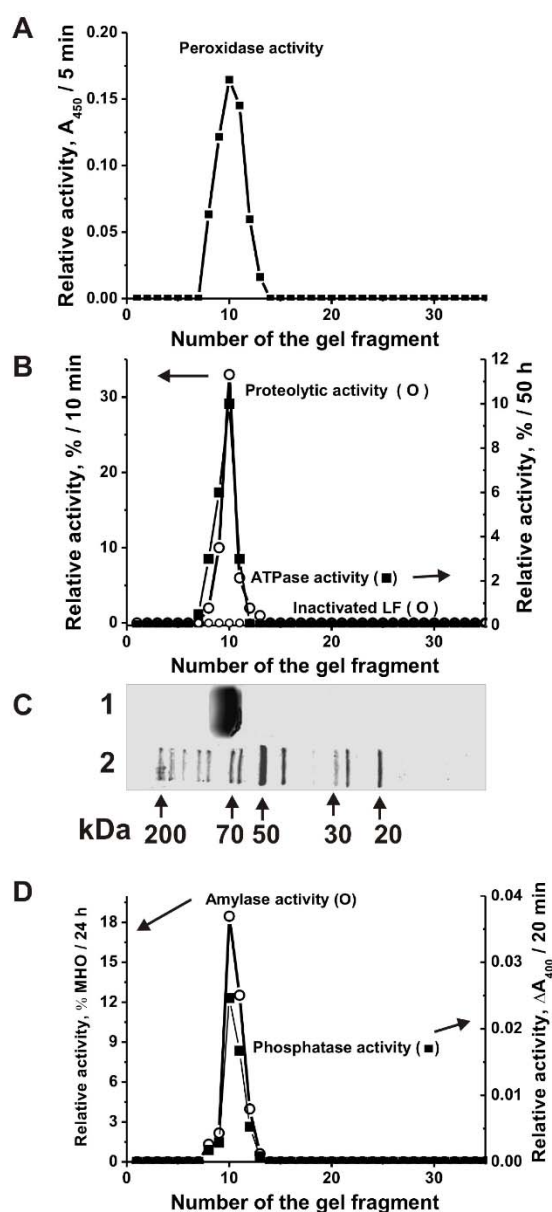 A
Relative activity, A450 / 5 min
0.20
0.15
0.10
0.05
0.00
Peroxidase activity
0
10
20
30
Number of the gel fragment
B
Relative activity, % / 10 min
30
20
10
0
Proteolytic activity ( O )
ATPase activity (■)
Inactivated LF ( O )
12
10
8
6
4
2
0
Relative activity, % / 50 h
0
10
20
30
Number of the gel fragment
C
1
2
kDa 200 70 50 30 20
D
Relative activity, % MHO / 24 h
18
15
12
9
6
3
0
Amylase activity (O)
Phosphatase activity (■)
0.04
0.03
0.02
0.01
0.00
Relative activity, ΔA400 / 20 min
0
10
20
30
Number of the gel fragment